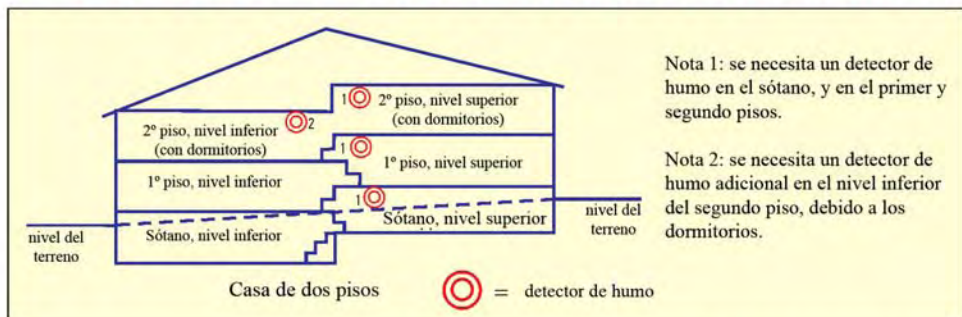 1
2º piso, nivel superior
(con dormitorios)
2
2º piso, nivel inferior
(con dormitorios)
1
1º piso, nivel superior
1º piso, nivel inferior
1
Sótano, nivel superior
Sótano, nivel inferior
nivel del
terreno
nivel del
terreno
Casa de dos pisos
= detector de humo
Nota 1: se necesita un detector de
humo en el sótano, y en el primer y
segundo pisos.
Nota 2: se necesita un detector de
humo adicional en el nivel inferior
del segundo piso, debido a los
dormitorios.